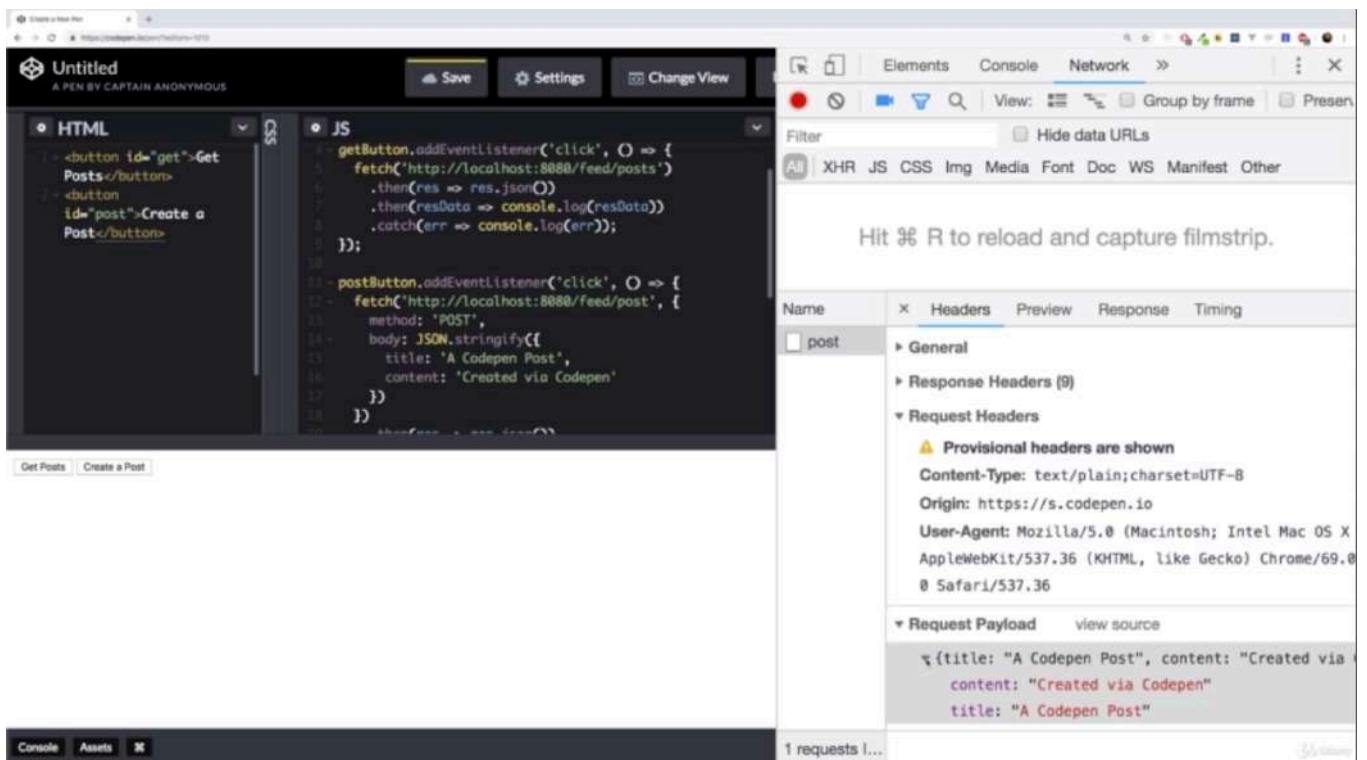 Create a New Pen
Untitled
A PEN BY CAPTAIN ANONYMOUS
Save
Settings
Change View
HTML
<button id="get">Get
Posts</button>
<button
id="post">Create a
Post</button>
CSS
JS
getButton.addEventListener('click', () => {
fetch('http://localhost:8080/feed/posts')
.then(res => res.json())
.then(resData => console.log(resData))
.catch(err => console.log(err));
});
postButton.addEventListener('click', () => {
fetch('http://localhost:8080/feed/post', {
method: 'POST',
body: JSON.stringify({
title: 'A Codepen Post',
content: 'Created via Codepen'
})
})
Get Posts
Create a Post
Console
Assets
⌘
Elements
Console
Network
»
View:
Group by frame
Preserv
Filter
Hide data URLs
All
XHR JS CSS Img Media Font Doc WS Manifest Other
Hit ⌘ R to reload and capture filmstrip.
Name
× Headers Preview Response Timing
post
General
Response Headers (9)
Request Headers
Provisional headers are shown
Content-Type: text/plain;charset=UTF-8
Origin: https://s.codepen.io
User-Agent: Mozilla/5.0 (Macintosh; Intel Mac OS X
AppleWebKit/537.36 (KHTML, like Gecko) Chrome/69.0
0 Safari/537.36
Request Payload
view source
{title: "A Codepen Post", content: "Created via
content: "Created via Codepen"
title: "A Codepen Post"
1 requests I...